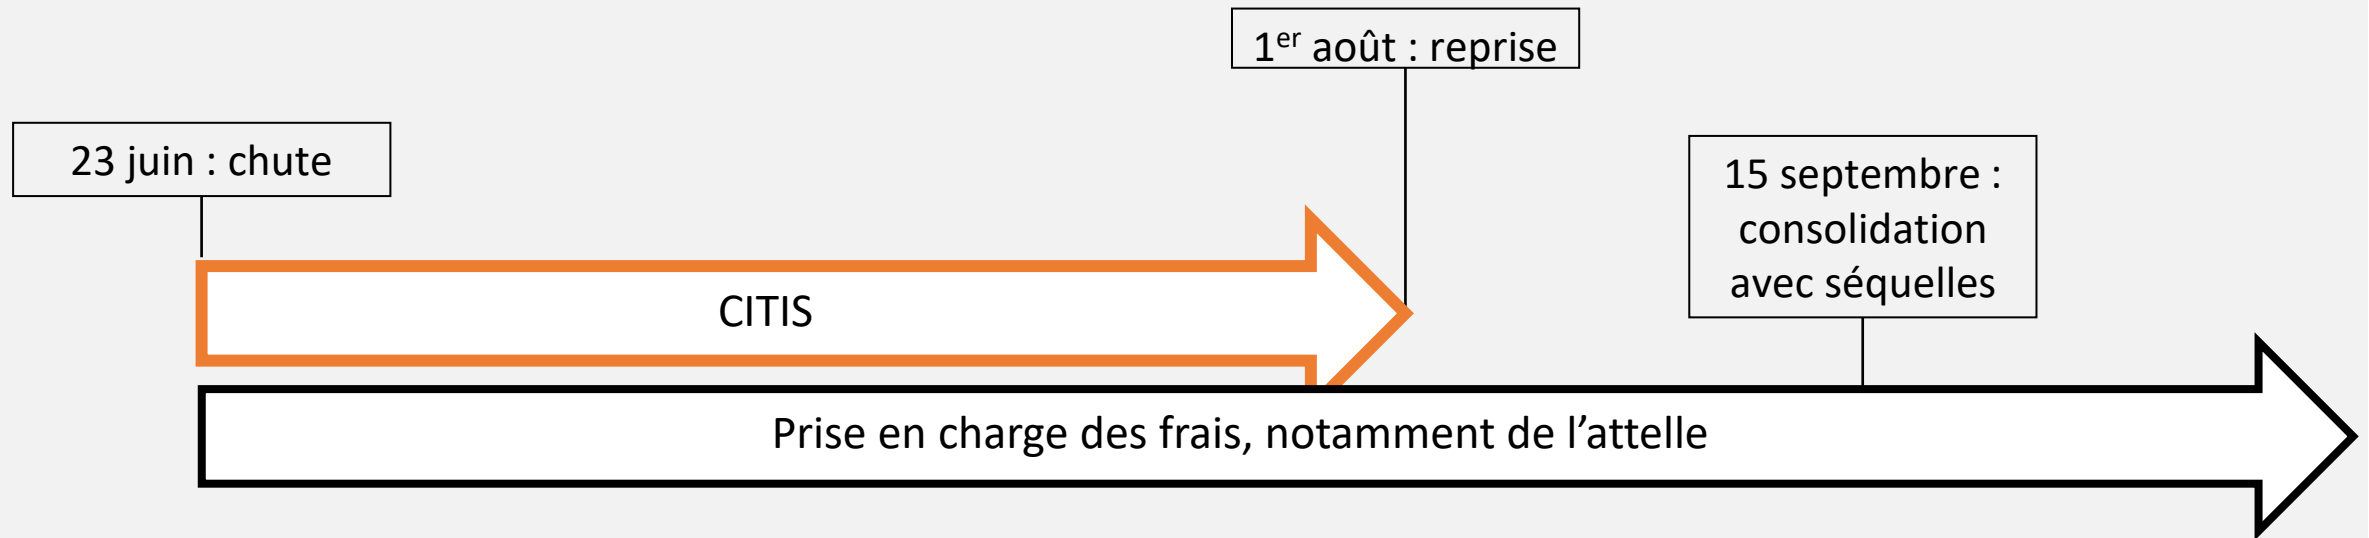 1er août : reprise
23 juin : chute
15 septembre :
consolidation
avec séquelles
CITIS
Prise en charge des frais, notamment de l’attelle